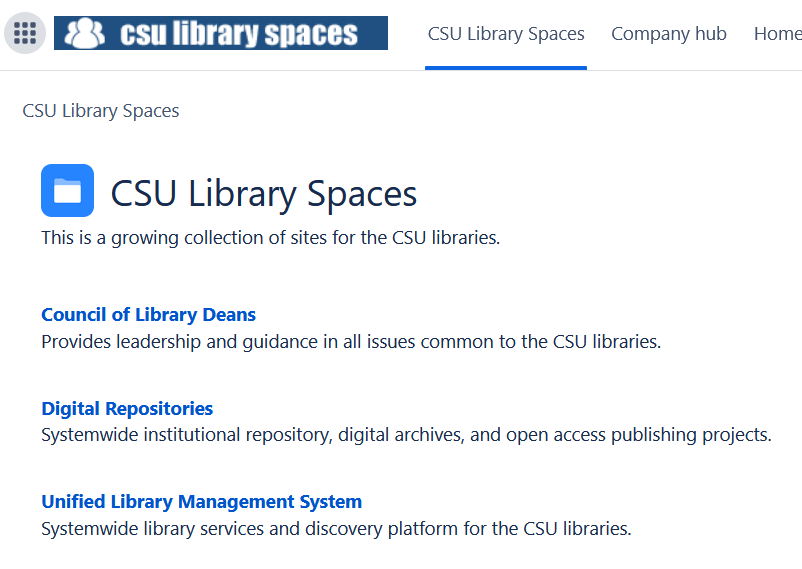 csu library spaces
CSU Library Spaces
Company hub
Home
CSU Library Spaces
CSU Library Spaces
This is a growing collection of sites for the CSU libraries.
Council of Library Deans
Provides leadership and guidance in all issues common to the CSU libraries.
Digital Repositories
Systemwide institutional repository, digital archives, and open access publishing projects.
Unified Library Management System
Systemwide library services and discovery platform for the CSU libraries.